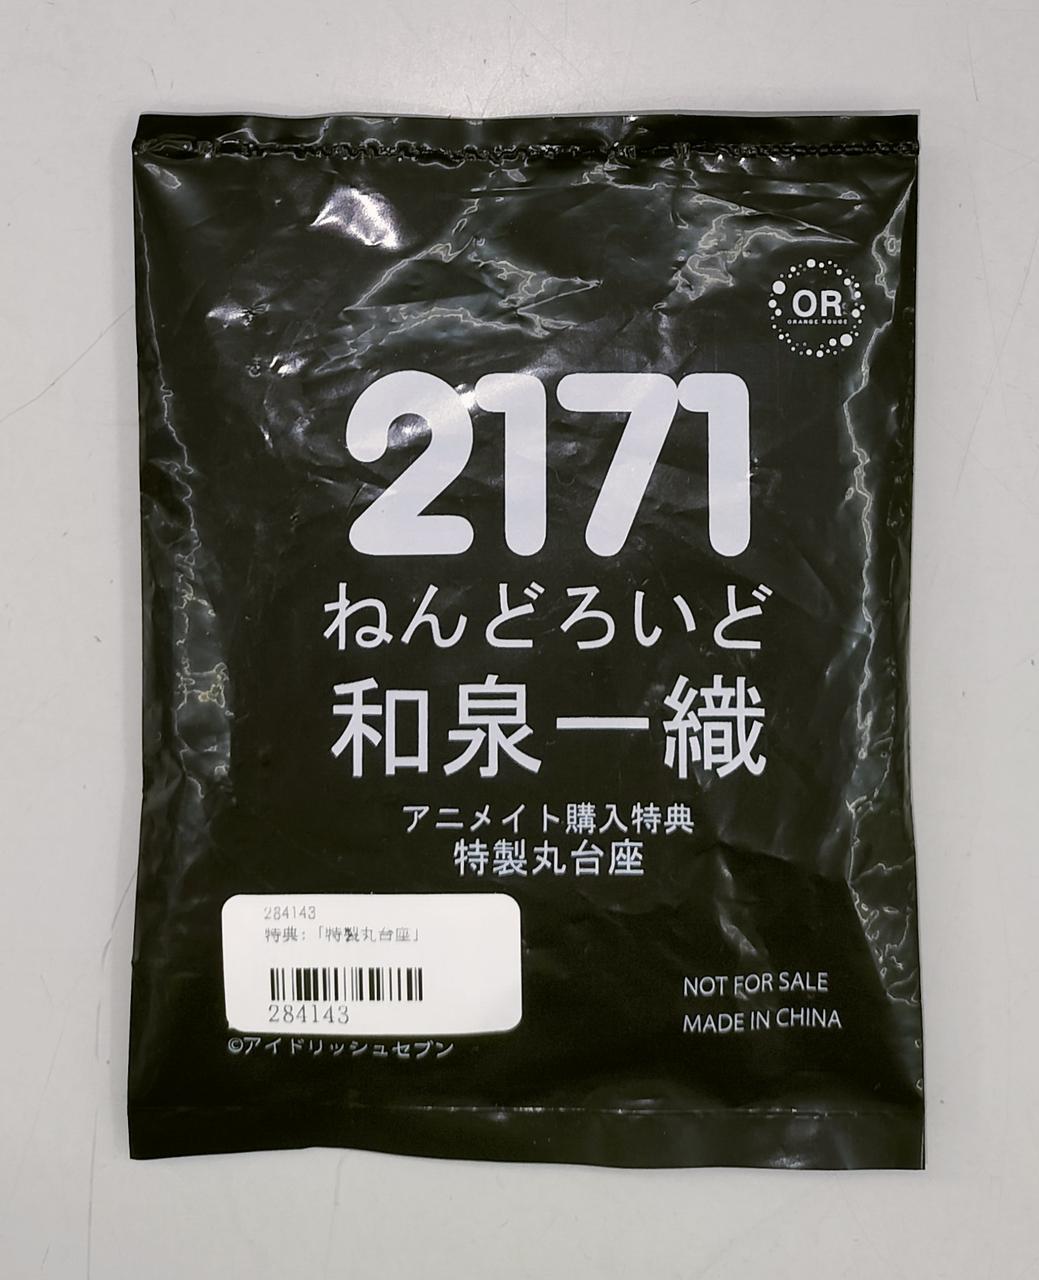 OR
ORANGE ROUGE
2171
ねんどろいど
和泉一織
アニメイト購入特典
特製丸台座
284143
特典:「特製丸台座」
284143
©アイドリッシュセブン
NOT FOR SALE
MADE IN CHINA